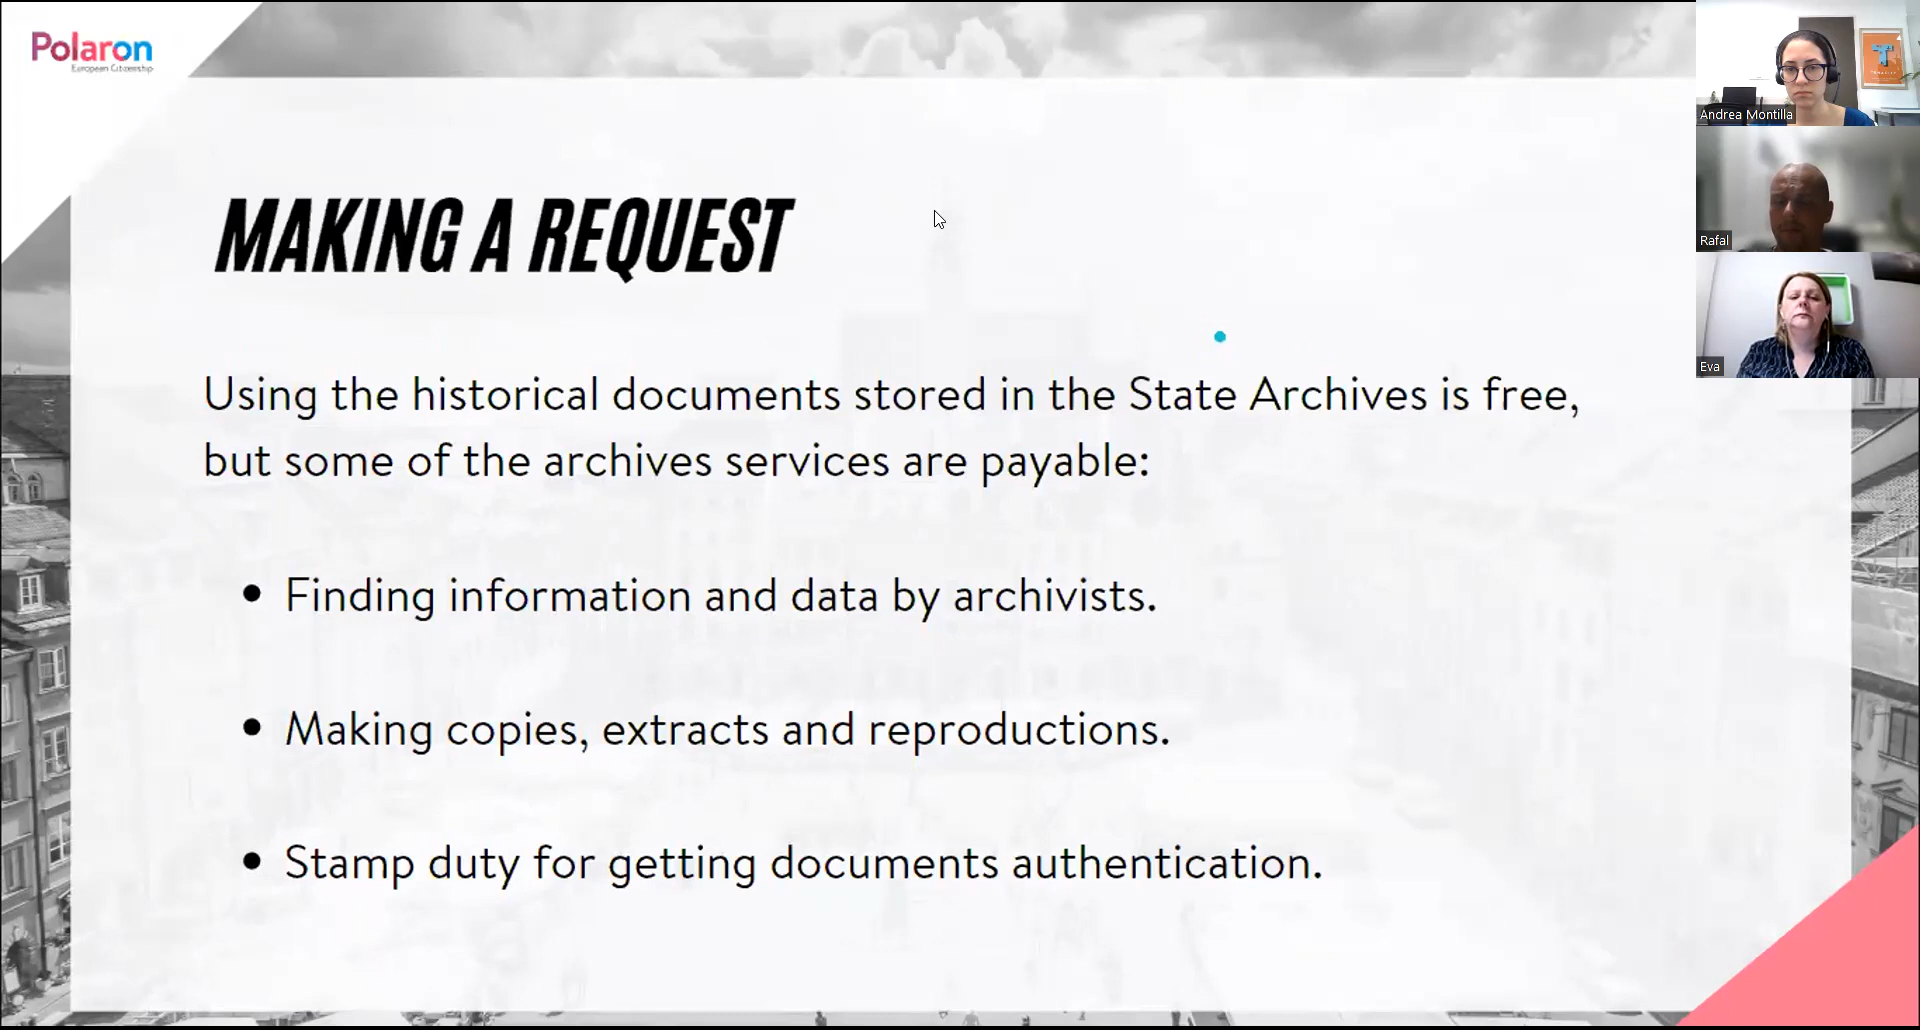 Polaron
European Citizenship
MAKING A REQUEST
Using the historical documents stored in the State Archives is free,
but some of the archives services are payable:
• Finding information and data by archivists.
• Making copies, extracts and reproductions.
• Stamp duty for getting documents authentication.
Andrea Montilla
Rafal
Eva